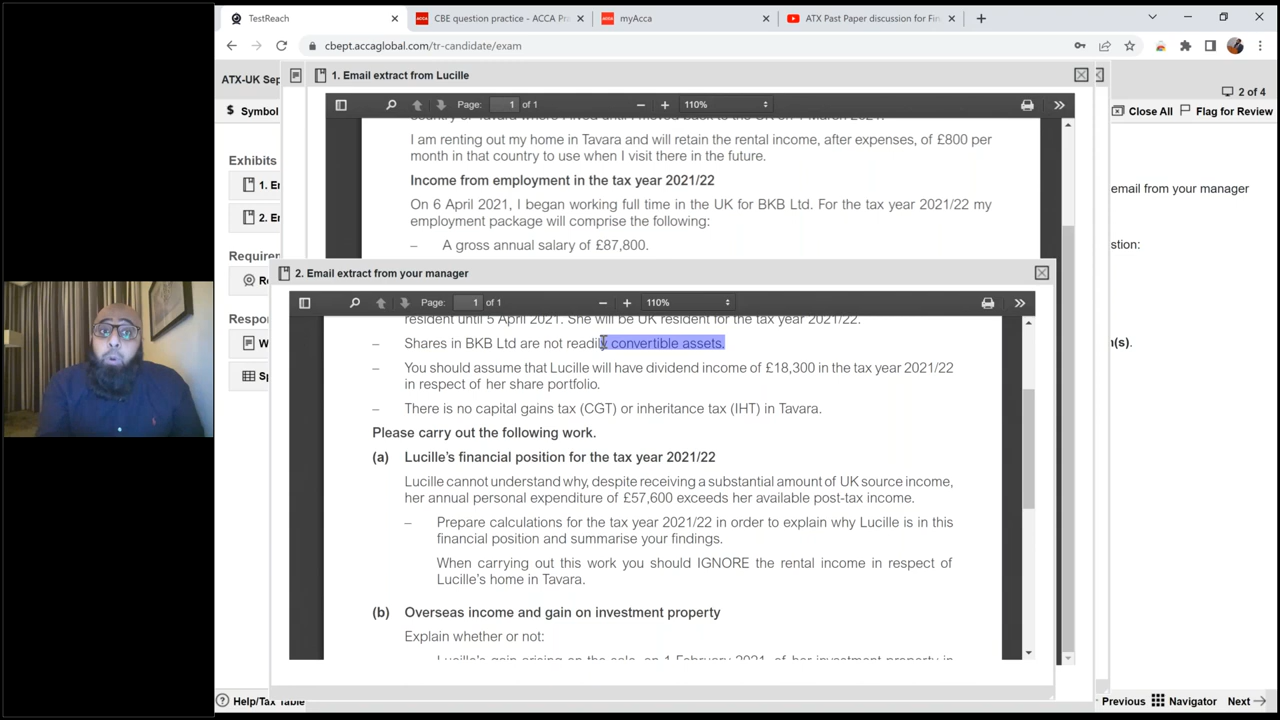 TestReach
CBE question practice - ACCA Pr
myAcca
ATX Past Paper discussion for Fin
cbept.accaglobal.com/tr-candidate/exam
ATX-UK Sep
1. Email extract from Lucille
2 of 4
$ Symbol
Page: 1 of 1
110%
Close All
Flag for Review
I am renting out my home in Tavara and will retain the rental income, after expenses, of £800 per
month in that country to use when I visit there in the future.
Income from employment in the tax year 2021/22
On 6 April 2021, I began working full time in the UK for BKB Ltd. For the tax year 2021/22 my
employment package will comprise the following:
– A gross annual salary of £87,800.
Exhibits
1. Er
2. E
Require
R
Respor
W
Sp
email from your manager
stion:
n(s).
2. Email extract from your manager
Page: 1 of 1
110%
resident until 5 April 2021. She will be UK resident for the tax year 2021/22.
– Shares in BKB Ltd are not readily convertible assets.
– You should assume that Lucille will have dividend income of £18,300 in the tax year 2021/22
in respect of her share portfolio.
– There is no capital gains tax (CGT) or inheritance tax (IHT) in Tavara.
Please carry out the following work.
(a) Lucille's financial position for the tax year 2021/22
Lucille cannot understand why, despite receiving a substantial amount of UK source income,
her annual personal expenditure of £57,600 exceeds her available post-tax income.
– Prepare calculations for the tax year 2021/22 in order to explain why Lucille is in this
financial position and summarise your findings.
When carrying out this work you should IGNORE the rental income in respect of
Lucille's home in Tavara.
(b) Overseas income and gain on investment property
Explain whether or not:
Help/Tax Table
Previous
Navigator
Next